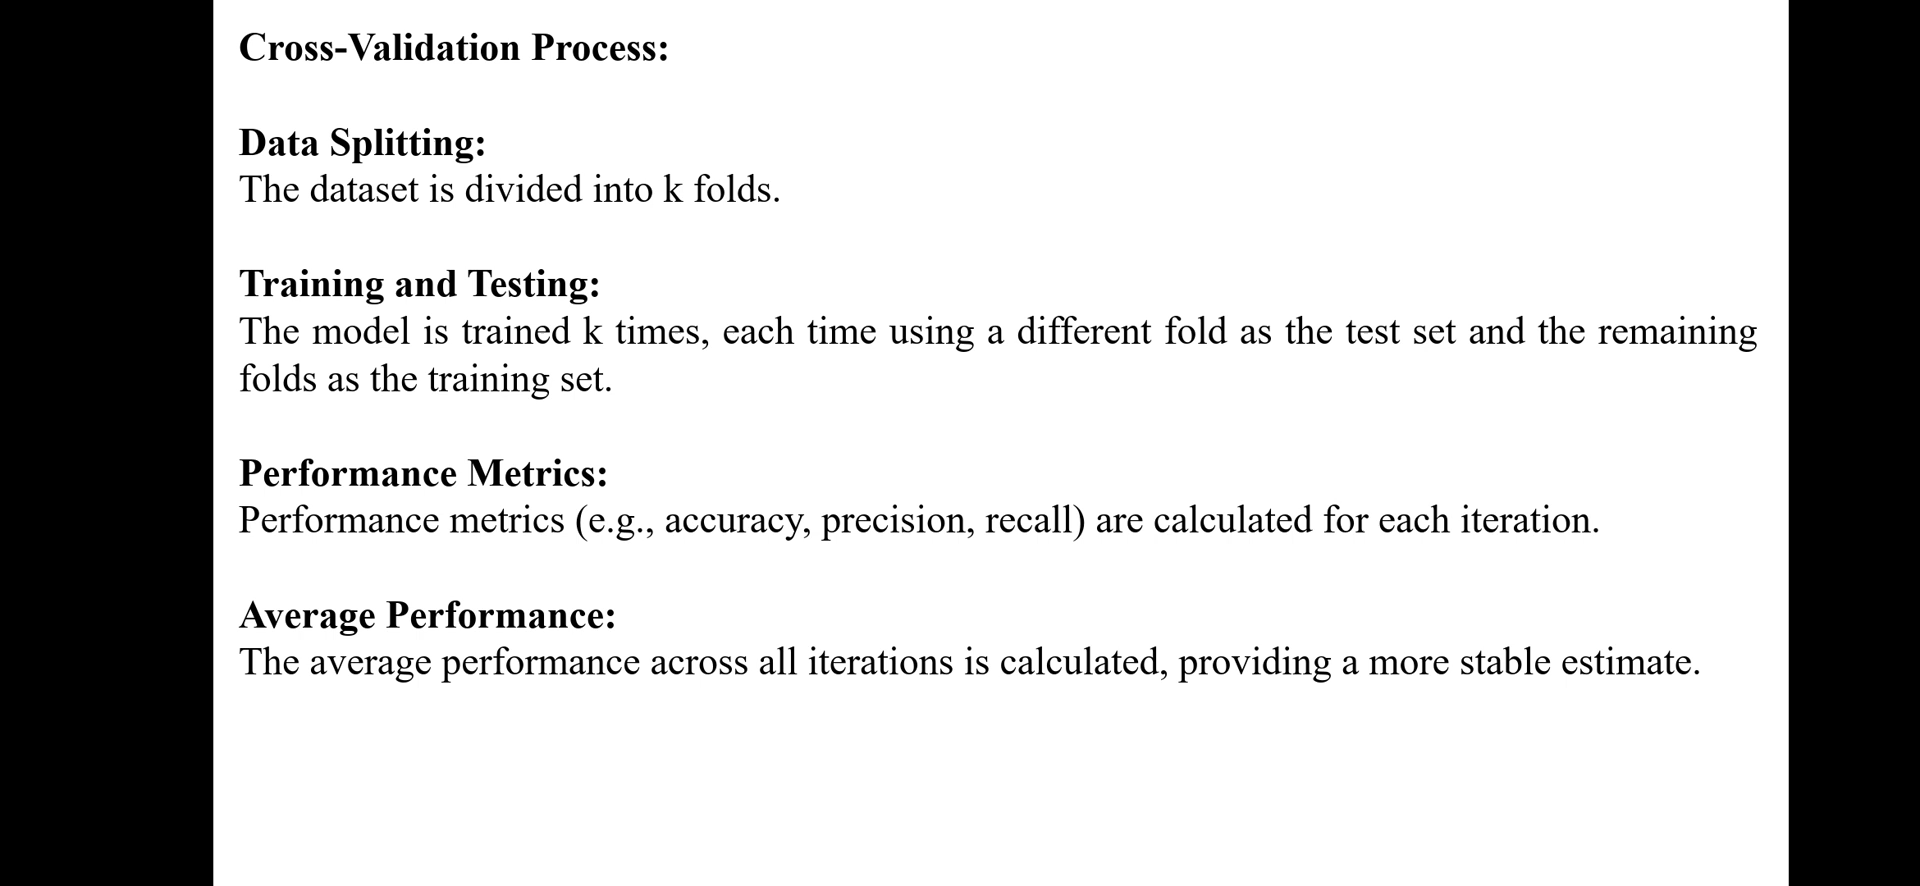 Cross-Validation Process:
Data Splitting:
The dataset is divided into k folds.
Training and Testing:
The model is trained k times, each time using a different fold as the test set and the remaining
folds as the training set.
Performance Metrics:
Performance metrics (e.g., accuracy, precision, recall) are calculated for each iteration.
Average Performance:
The average performance across all iterations is calculated, providing a more stable estimate.